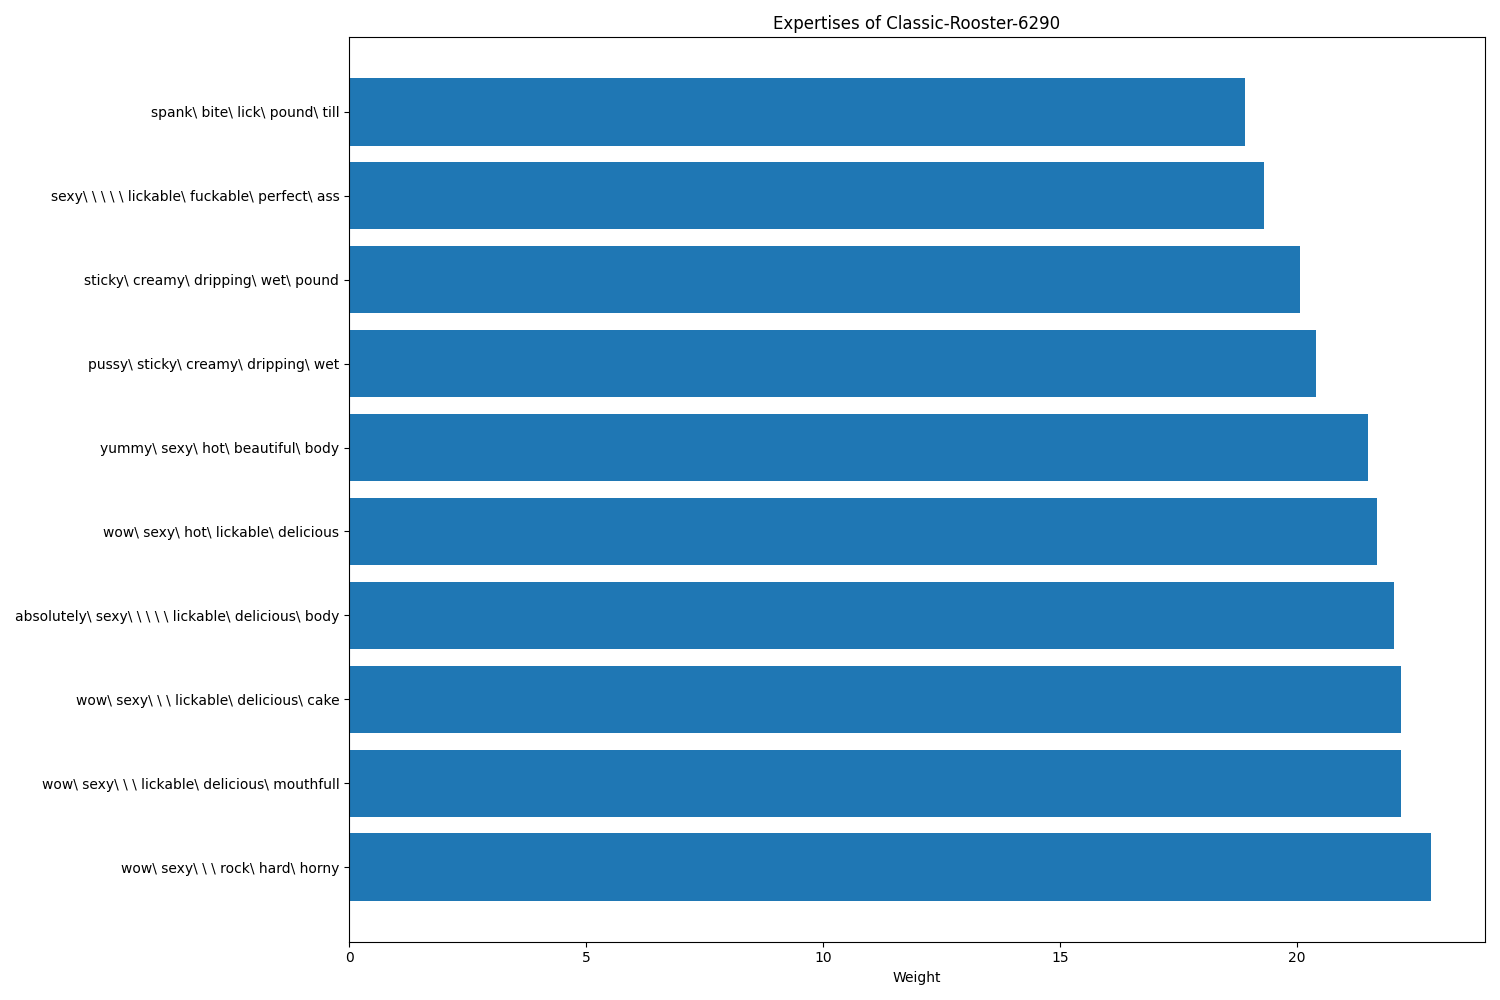 Expertises of Classic-Rooster-6290
spank\ bite\ lick\ pound\ till
sexy\ \ \ \ \ lickable\ fuckable\ perfect\ ass
sticky\ creamy\ dripping\ wet\ pound
pussy\ sticky\ creamy\ dripping\ wet
yummy\ sexy\ hot\ beautiful\ body
wow\ sexy\ hot\ lickable\ delicious
absolutely\ sexy\ \ \ \ \ lickable\ delicious\ body
wow\ sexy\ \ \ lickable\ delicious\ cake
wow\ sexy\ \ \ lickable\ delicious\ mouthfull
wow\ sexy\ \ \ rock\ hard\ horny
0 5 10 15 20
Weight